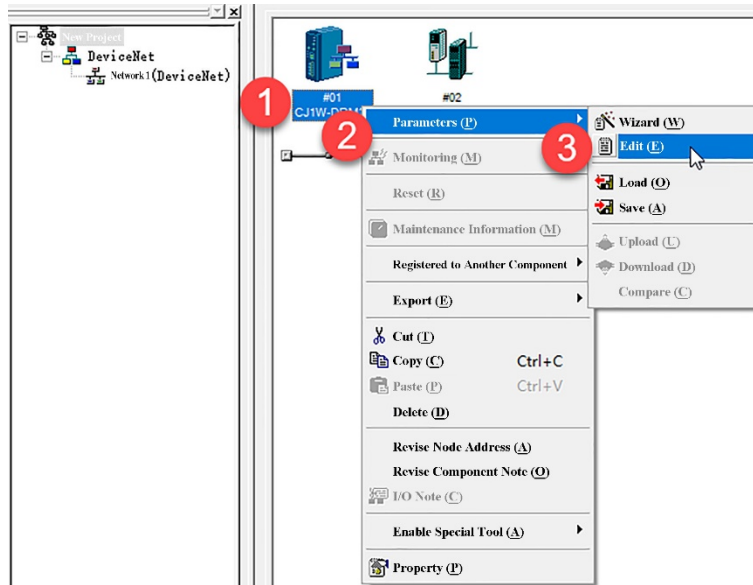 New Project
DeviceNet
Network1(DeviceNet)
#01
CJ1W-DRM
#02
1
2
3
Parameters (P)
Monitoring (M)
Reset (R)
Maintenance Information (M)
Registered to Another Component
Export (E)
Cut (T)
Copy (C) Ctrl+C
Paste (P) Ctrl+V
Delete (D)
Revise Node Address (A)
Revise Component Note (O)
I/O Note (C)
Enable Special Tool (A)
Property (P)
Wizard (W)
Edit (E)
Load (O)
Save (A)
Upload (U)
Download (D)
Compare (C)